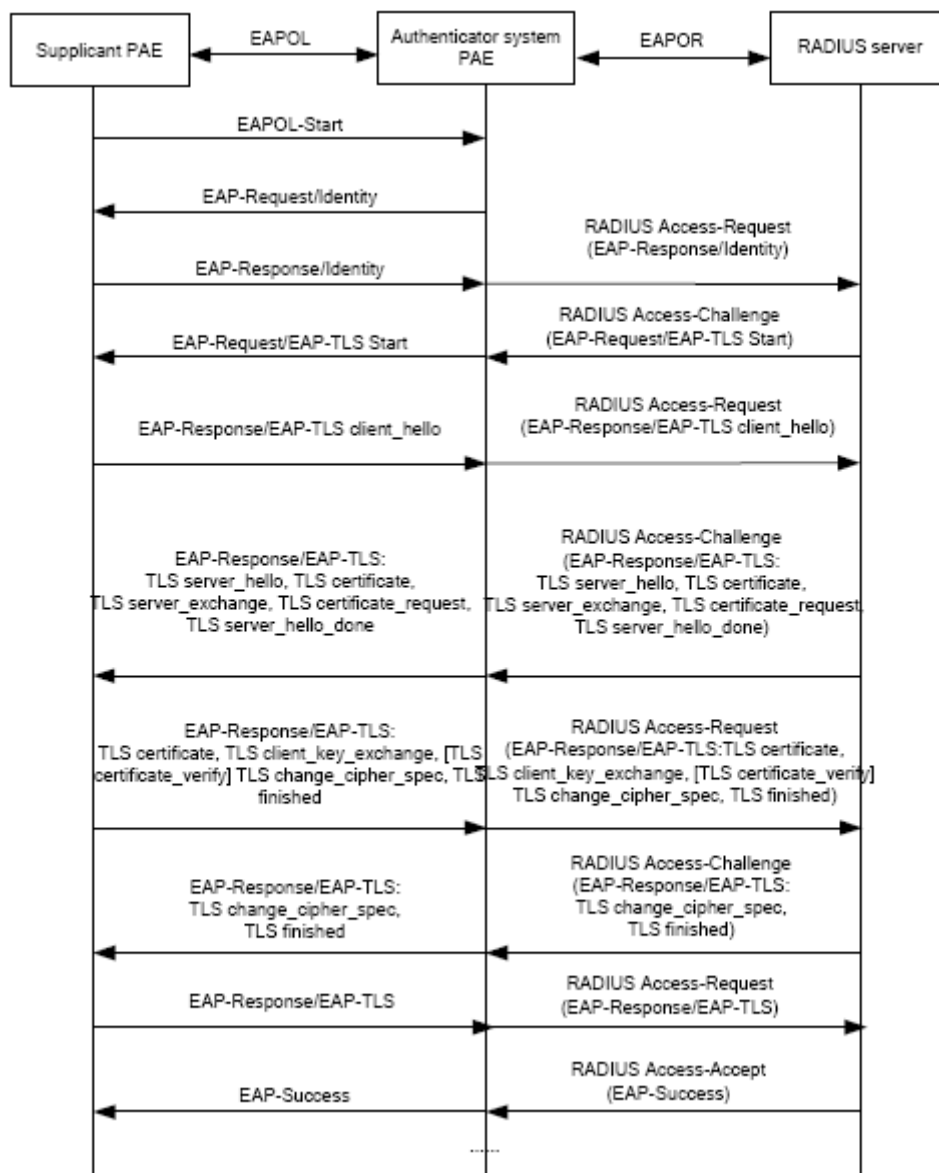 Supplicant PAE
EAPOL
Authenticator system
PAE
EAPOR
RADIUS server
EAPOL-Start
EAP-Request/Identity
RADIUS Access-Request
(EAP-Response/Identity)
EAP-Response/Identity
RADIUS Access-Challenge
(EAP-Request/EAP-TLS Start)
EAP-Request/EAP-TLS Start
RADIUS Access-Request
(EAP-Response/EAP-TLS client_hello)
EAP-Response/EAP-TLS client_hello
EAP-Response/EAP-TLS:
TLS server_hello, TLS certificate,
TLS server_exchange, TLS certificate_request,
TLS server_hello_done
RADIUS Access-Challenge
(EAP-Response/EAP-TLS:
TLS server_hello, TLS certificate,
TLS server_exchange, TLS certificate_request,
TLS server_hello_done)
EAP-Response/EAP-TLS:
TLS certificate, TLS client_key_exchange, [TLS
certificate_verify] TLS change_cipher_spec, TLS
finished
RADIUS Access-Request
(EAP-Response/EAP-TLS:TLS certificate,
TLS client_key_exchange, [TLS certificate_verify]
TLS change_cipher_spec, TLS finished)
EAP-Response/EAP-TLS:
TLS change_cipher_spec,
TLS finished
RADIUS Access-Challenge
(EAP-Response/EAP-TLS:
TLS change_cipher_spec,
TLS finished)
EAP-Response/EAP-TLS
RADIUS Access-Request
(EAP-Response/EAP-TLS)
EAP-Success
RADIUS Access-Accept
(EAP-Success)
......